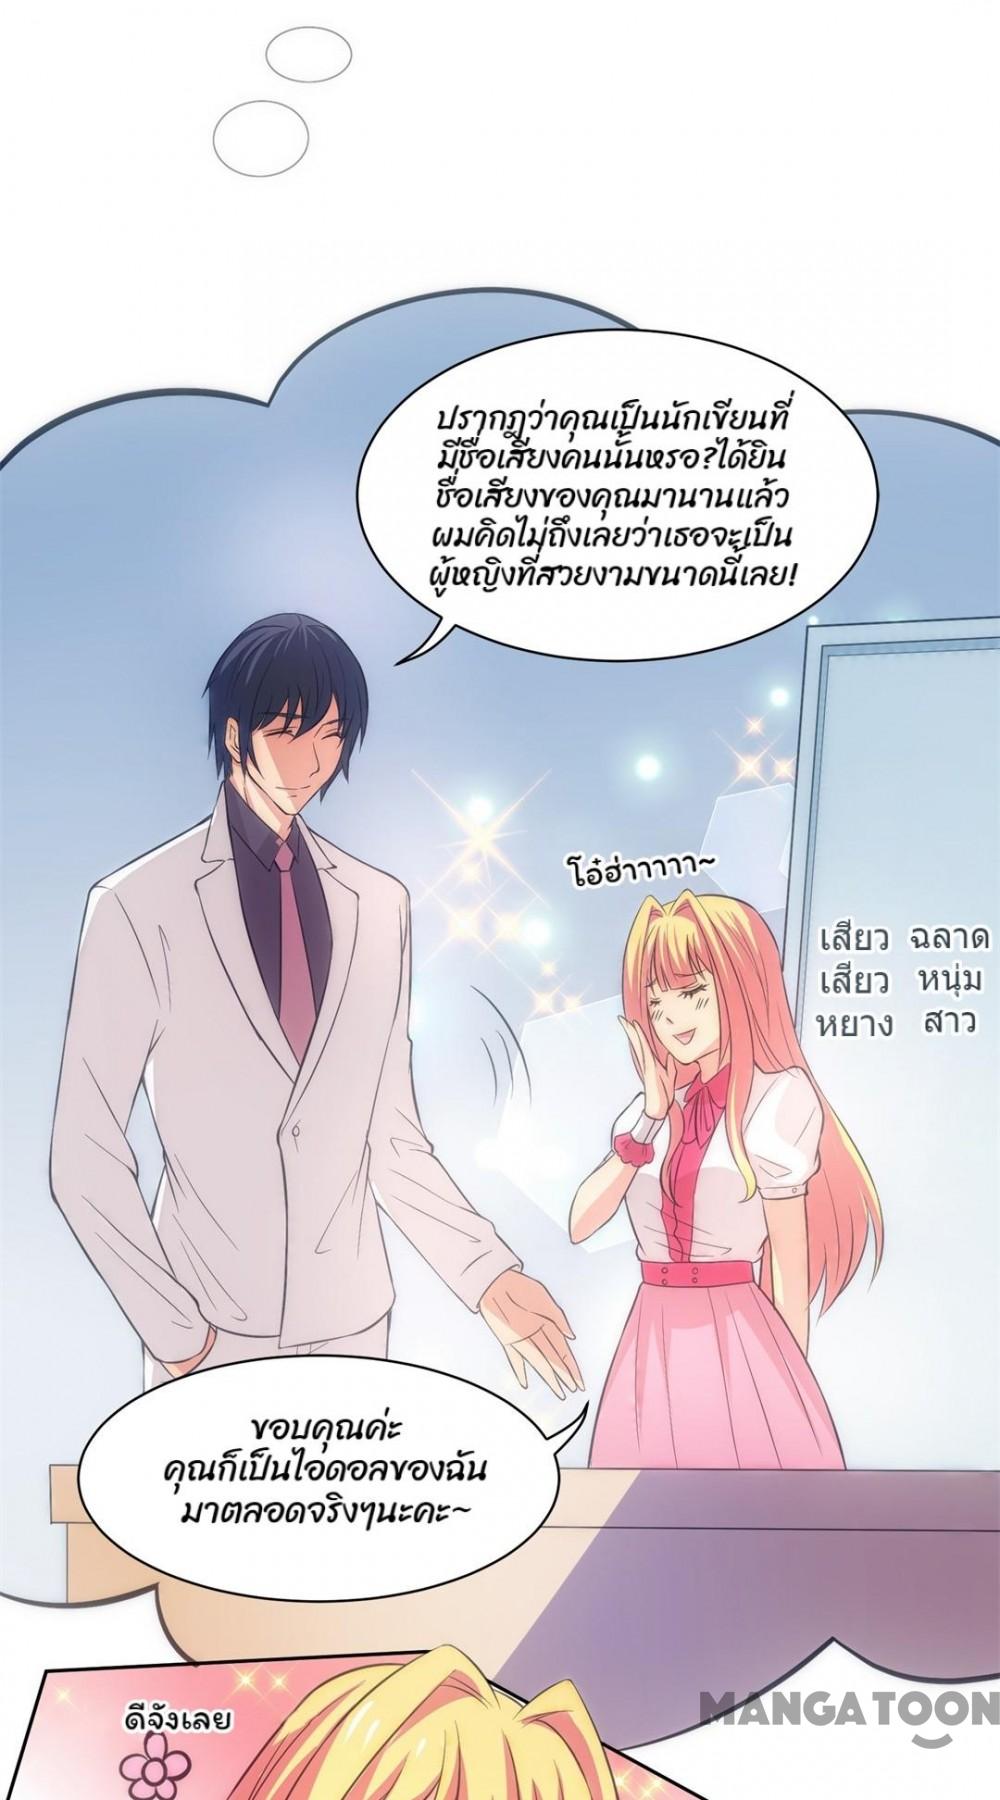 ปรากฏว่าคุณเป็นนักเขียนที่
มีชื่อเสียงคนนั้นหรอ?ได้ยิน
ชื่อเสียงของคุณมานานแล้ว
ผมคิดไม่ถึงเลยว่าเธอจะเป็น
ผู้หญิงที่สวยงามขนาดนี้เลย!
โอ๋ฮ่าาาาา~
เสียว ฉลาด
เสียว หนุ่ม
หยาง สาว
ขอบคุณค่ะ
คุณก็เป็นไอดอลของฉัน
มาตลอดจริงๆนะคะ~
ดีจังเลย
MANGATOON